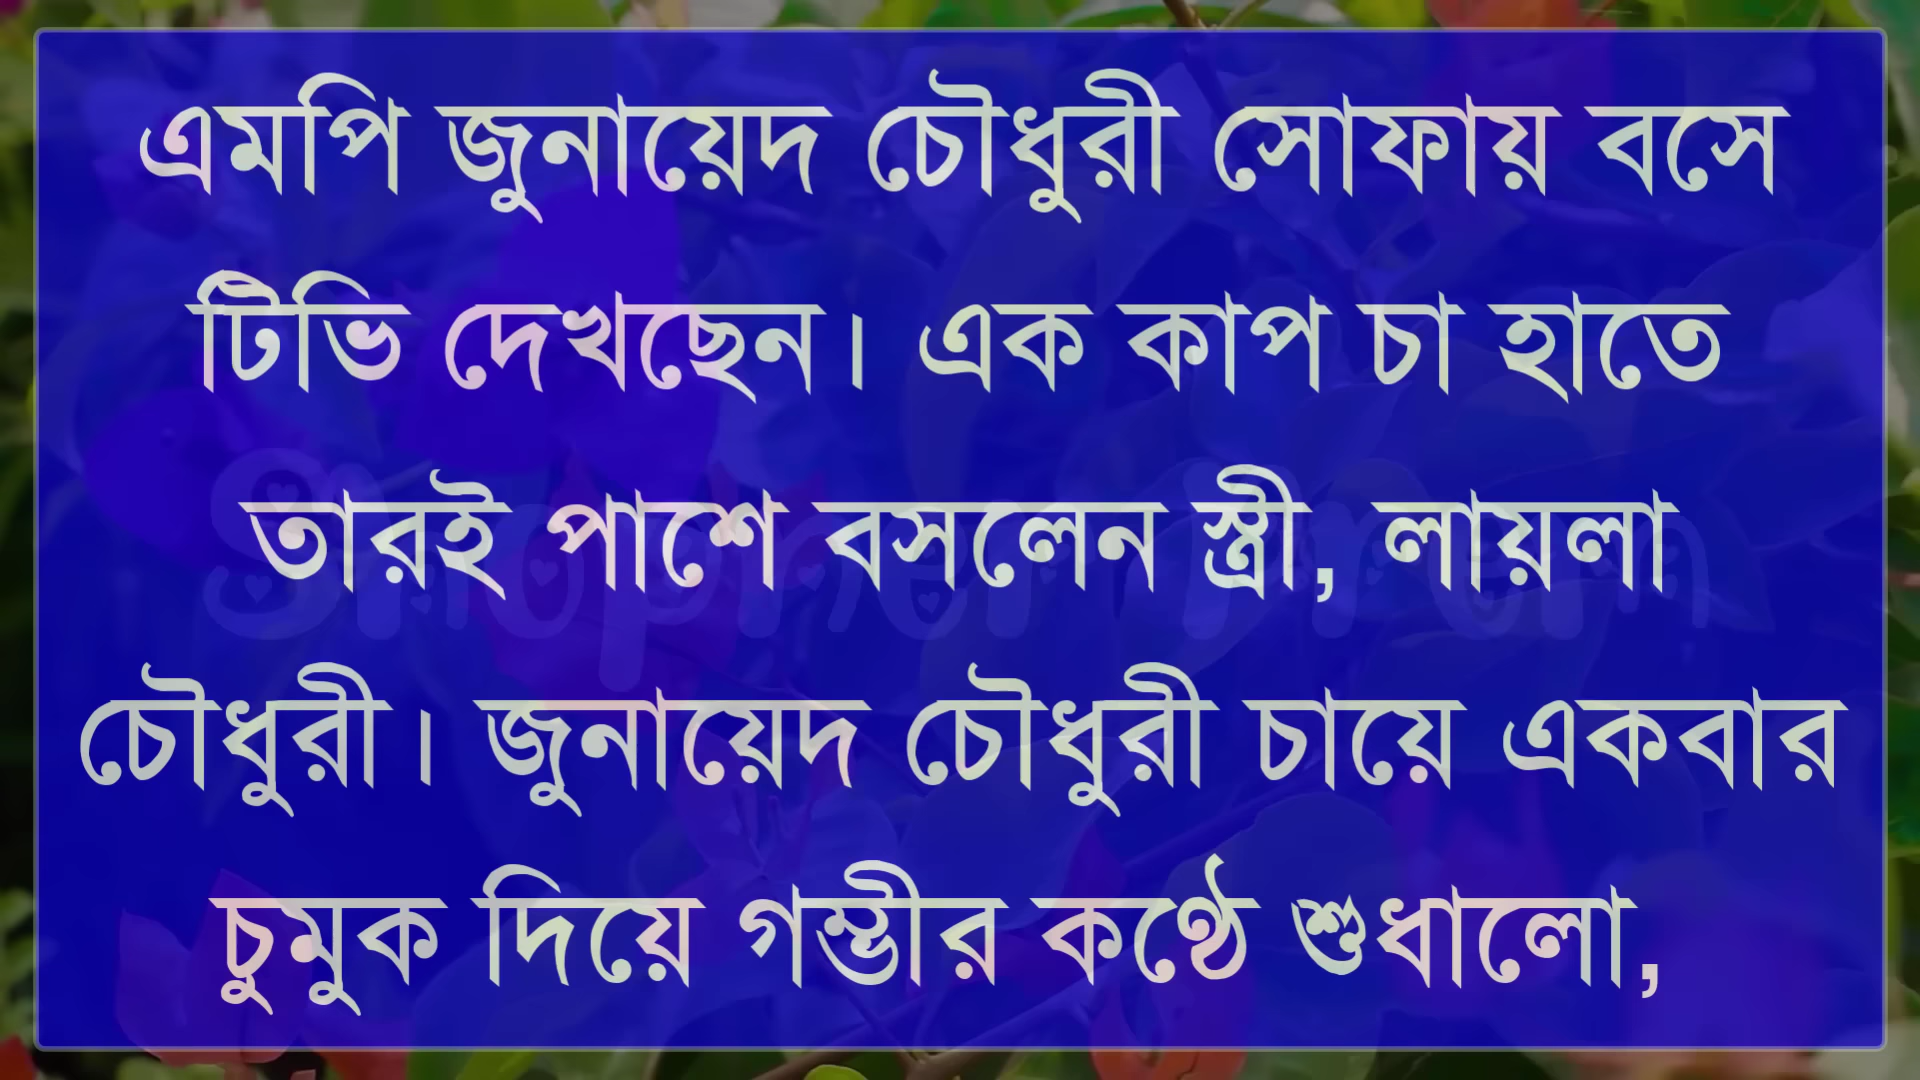 এমপি জুনায়েদ চৌধুরী সোফায় বসে
টিভি দেখছেন। এক কাপ চা হাতে
তারই পাশে বসলেন স্ত্রী, লায়লা
চৌধুরী। জুনায়েদ চৌধুরী চায়ে একবার
চুমুক দিয়ে গম্ভীর কণ্ঠে শুধালো,